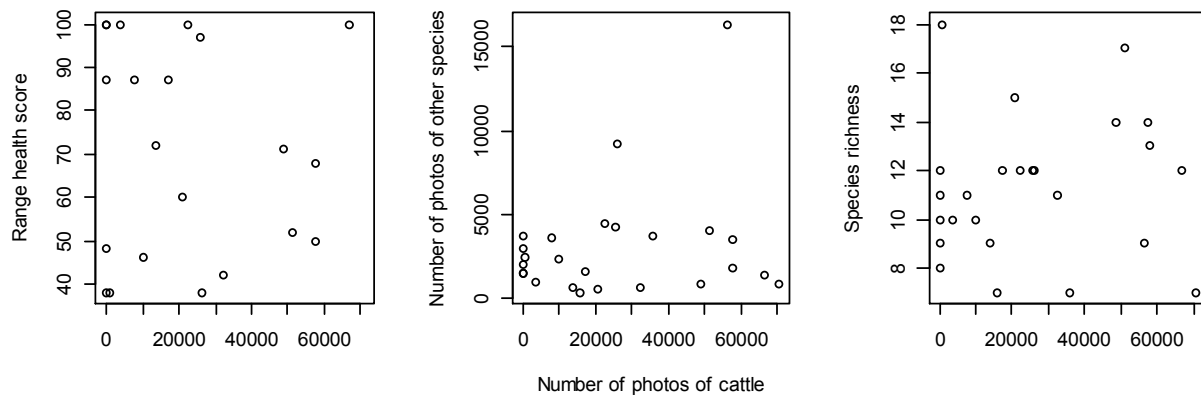 Range health score
100
90
80
70
60
50
40
0 20000 40000 60000
Number of photos of other species
15000
10000
5000
0
0 20000 40000 60000
Species richness
18
16
14
12
10
8
0 20000 40000 60000
Number of photos of cattle